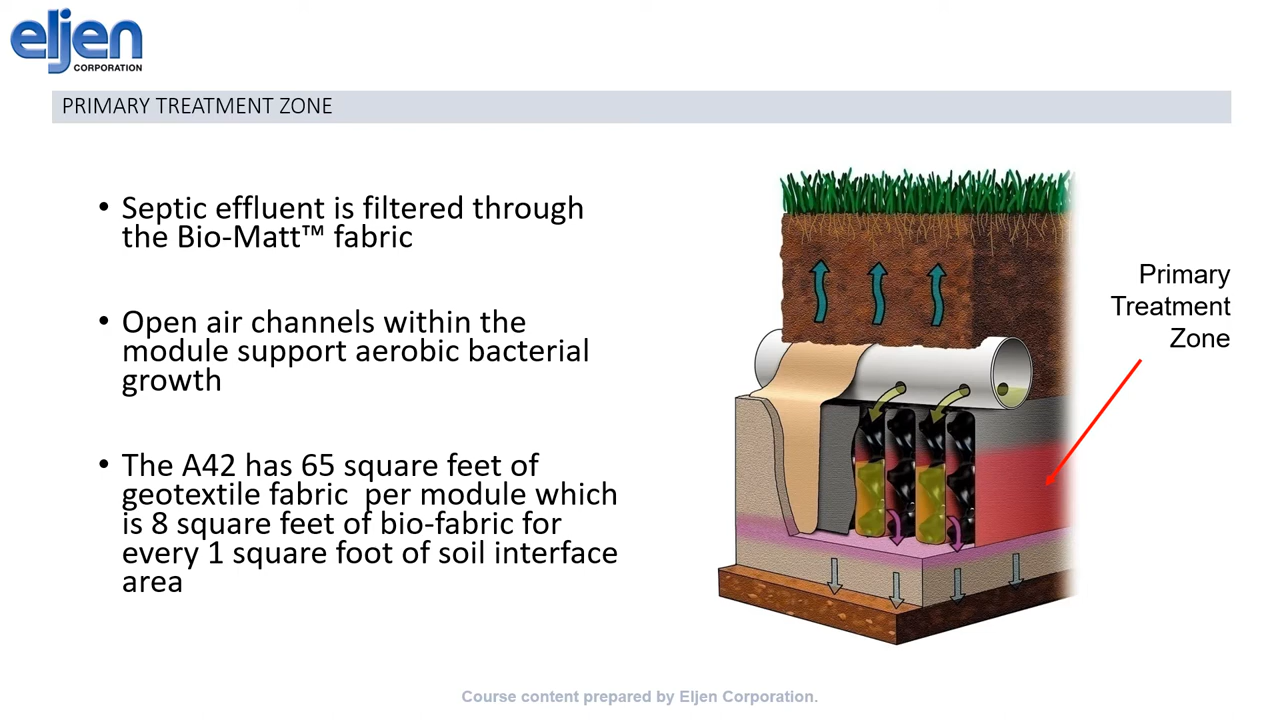 eljen
CORPORATION
PRIMARY TREATMENT ZONE
• Septic effluent is filtered through
the Bio-Matt™ fabric
• Open air channels within the
module support aerobic bacterial
growth
• The A42 has 65 square feet of
geotextile fabric  per module which
is 8 square feet of bio-fabric for
every 1 square foot of soil interface
area
Primary
Treatment
Zone
Course content prepared by Eljen Corporation.